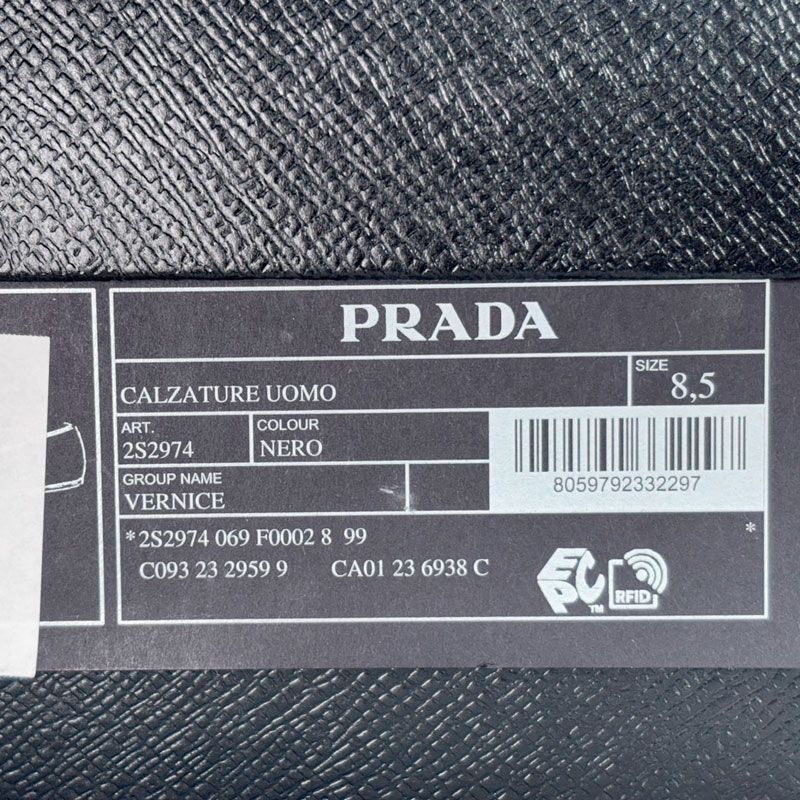 PRADA
CALZATURE UOMO
SIZE
8,5
ART.
2S2974
COLOUR
NERO
8059792332297
GROUP NAME
VERNICE
*2S2974 069 F0002 8 99 *
C093 23 2959 9 CA01 23 6938 C
EPC™
RFID